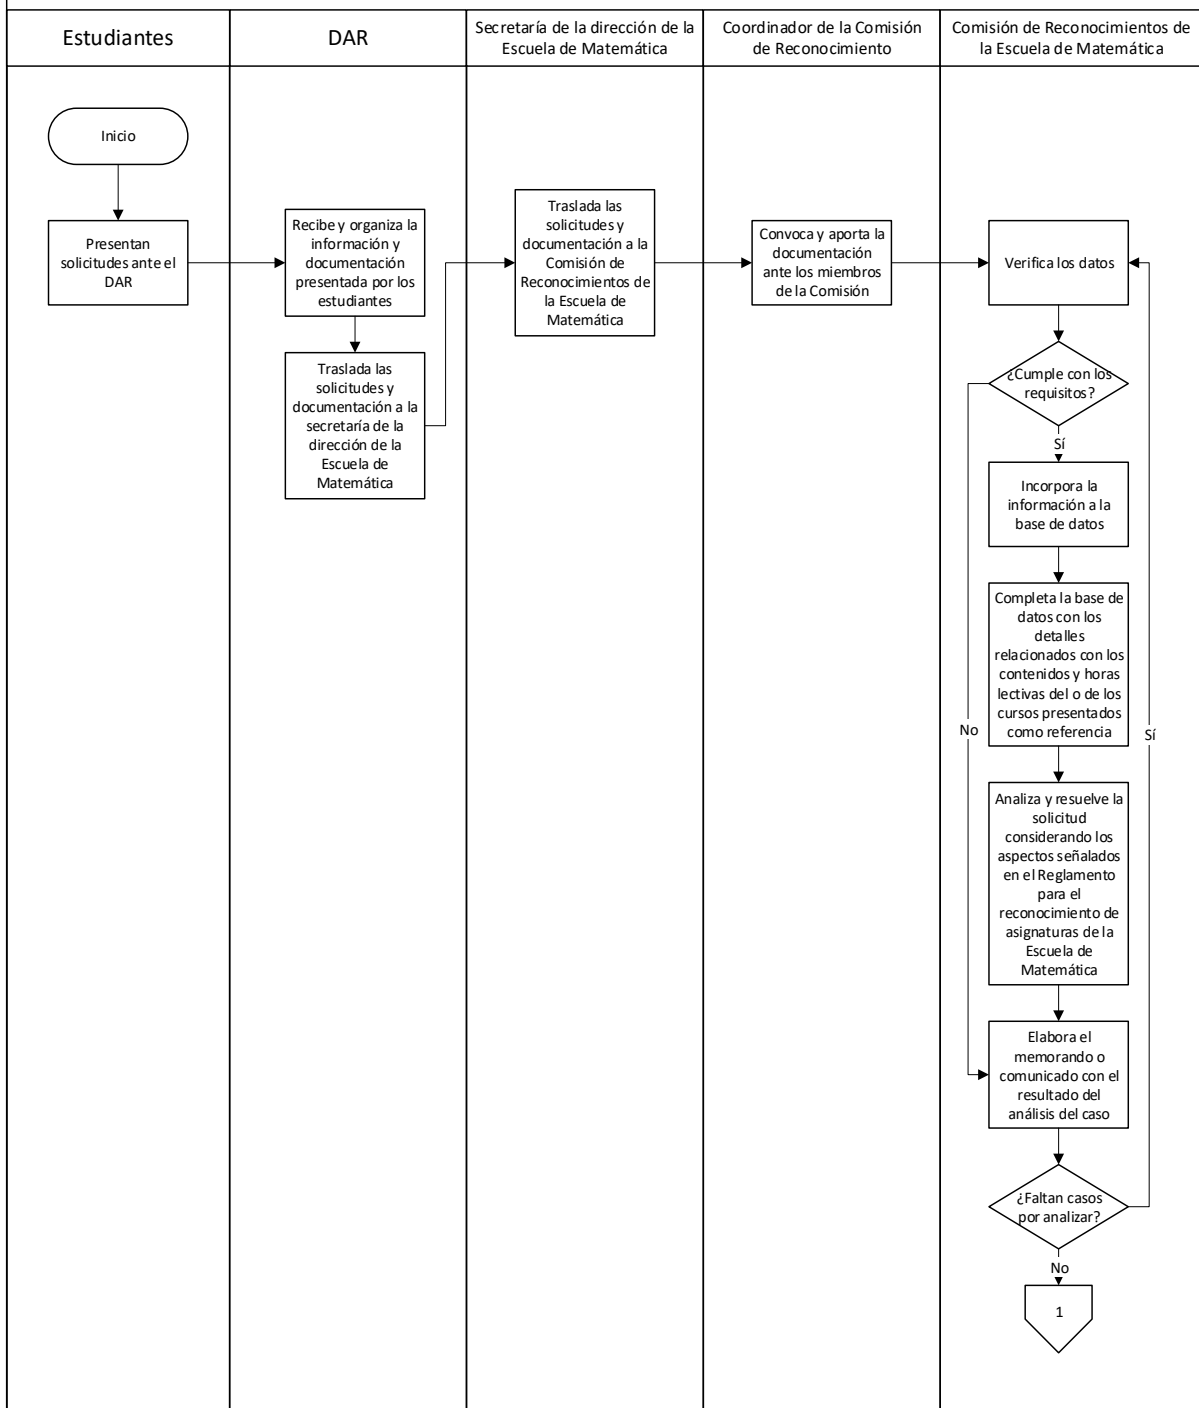 Estudiantes
DAR
Secretaría de la dirección de la
Escuela de Matemática
Coordinador de la Comisión
de Reconocimiento
Comisión de Reconocimientos de
la Escuela de Matemática
Inicio
Presentan
solicitudes ante el
DAR
Recibe y organiza la
información y
documentación
presentada por los
estudiantes
Traslada las
solicitudes y
documentación a la
secretaría de la
dirección de la
Escuela de
Matemática
Traslada las
solicitudes y
documentación a la
Comisión de
Reconocimientos de
la Escuela de
Matemática
Convoca y aporta la
documentación
ante los miembros
de la Comisión
Verifica los datos
¿Cumple con los
requisitos?
Sí
Incorpora la
información a la
base de datos
Completa la base de
datos con los
detalles
relacionados con los
contenidos y horas
lectivas del o de los
cursos presentados
como referencia
No
Sí
Analiza y resuelve la
solicitud
considerando los
aspectos señalados
en el Reglamento
para el
reconocimiento de
asignaturas de la
Escuela de
Matemática
Elabora el
memorando o
comunicado con el
resultado del
análisis del caso
¿Faltan casos
por analizar?
No
1